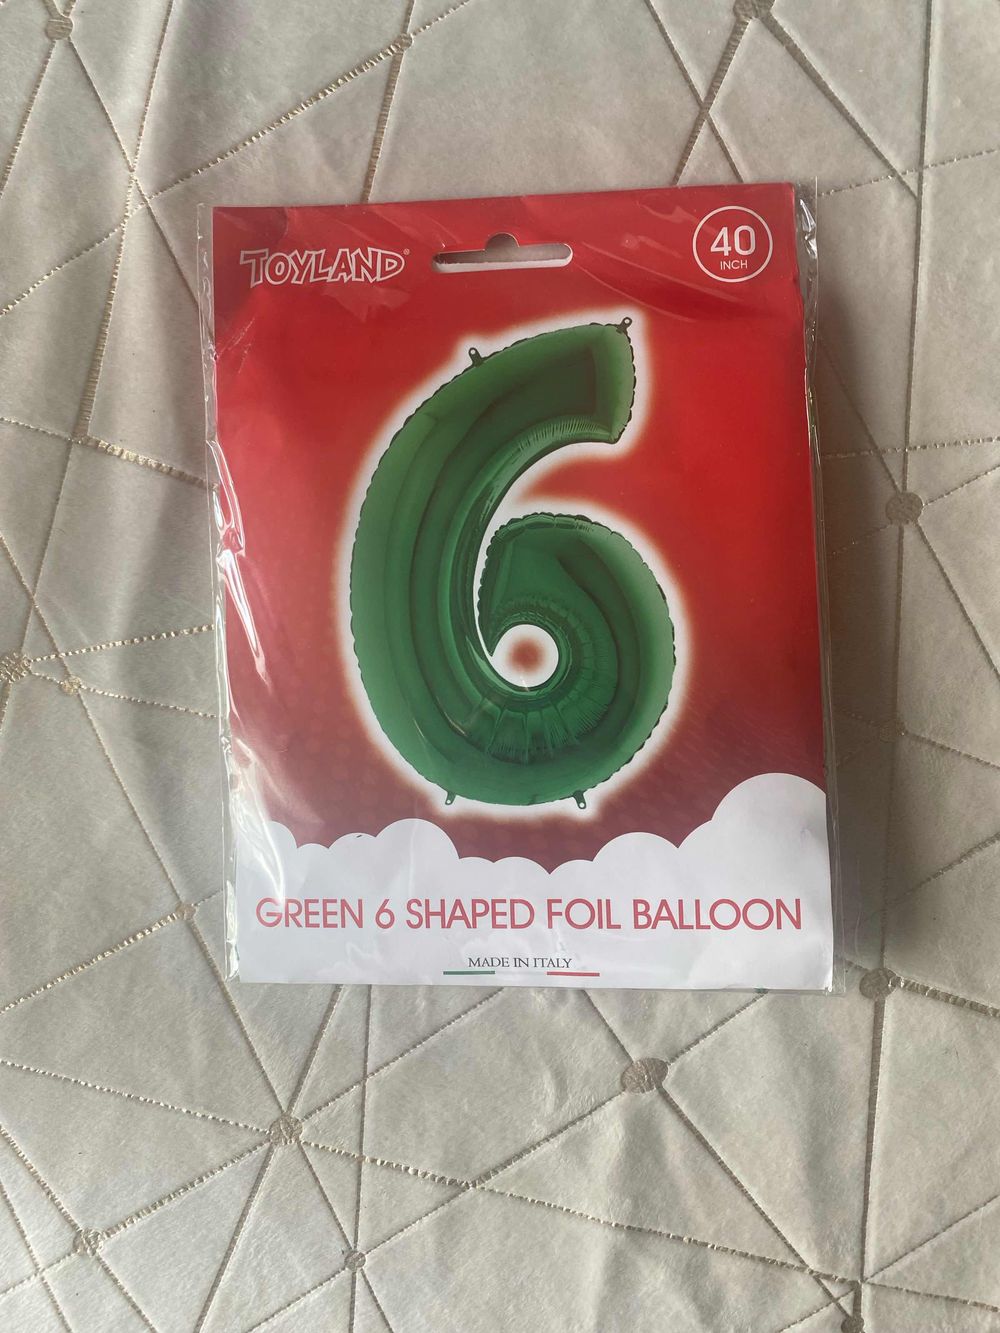 TOYLAND®
40
INCH
6
GREEN 6 SHAPED FOIL BALLOON
MADE IN ITALY